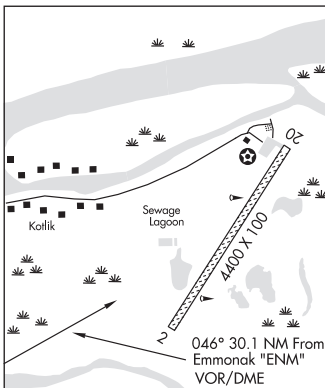 20
Kotlik
Sewage
Lagoon
4400 X 100
2
046° 30.1 NM From
Emmonak "ENM"
VOR/DME